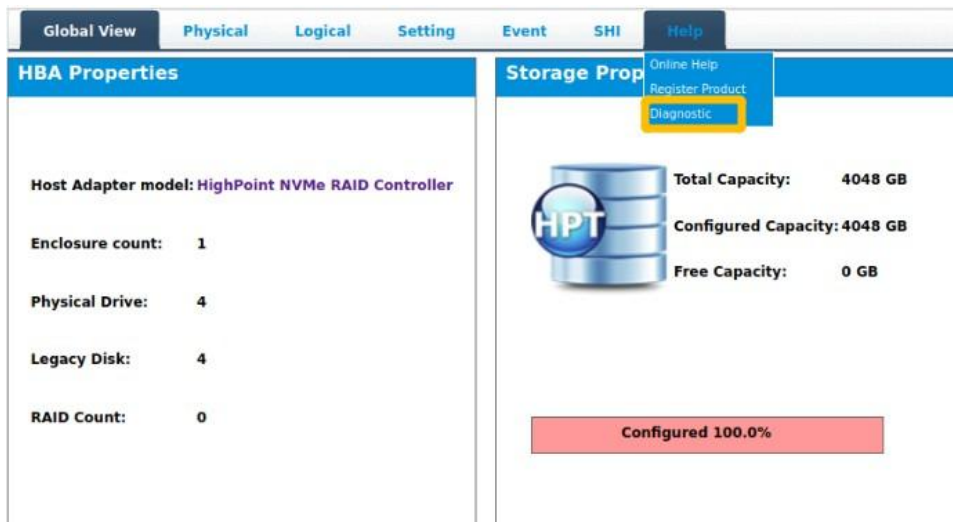 Global View Physical Logical Setting Event SHI Help
Online Help
Register Product
Diagnostic
HBA Properties
Host Adapter model: HighPoint NVMe RAID Controller
Enclosure count: 1
Physical Drive: 4
Legacy Disk: 4
RAID Count: 0
Storage Prop
HPT
Total Capacity: 4048 GB
Configured Capacity: 4048 GB
Free Capacity: 0 GB
Configured 100.0%